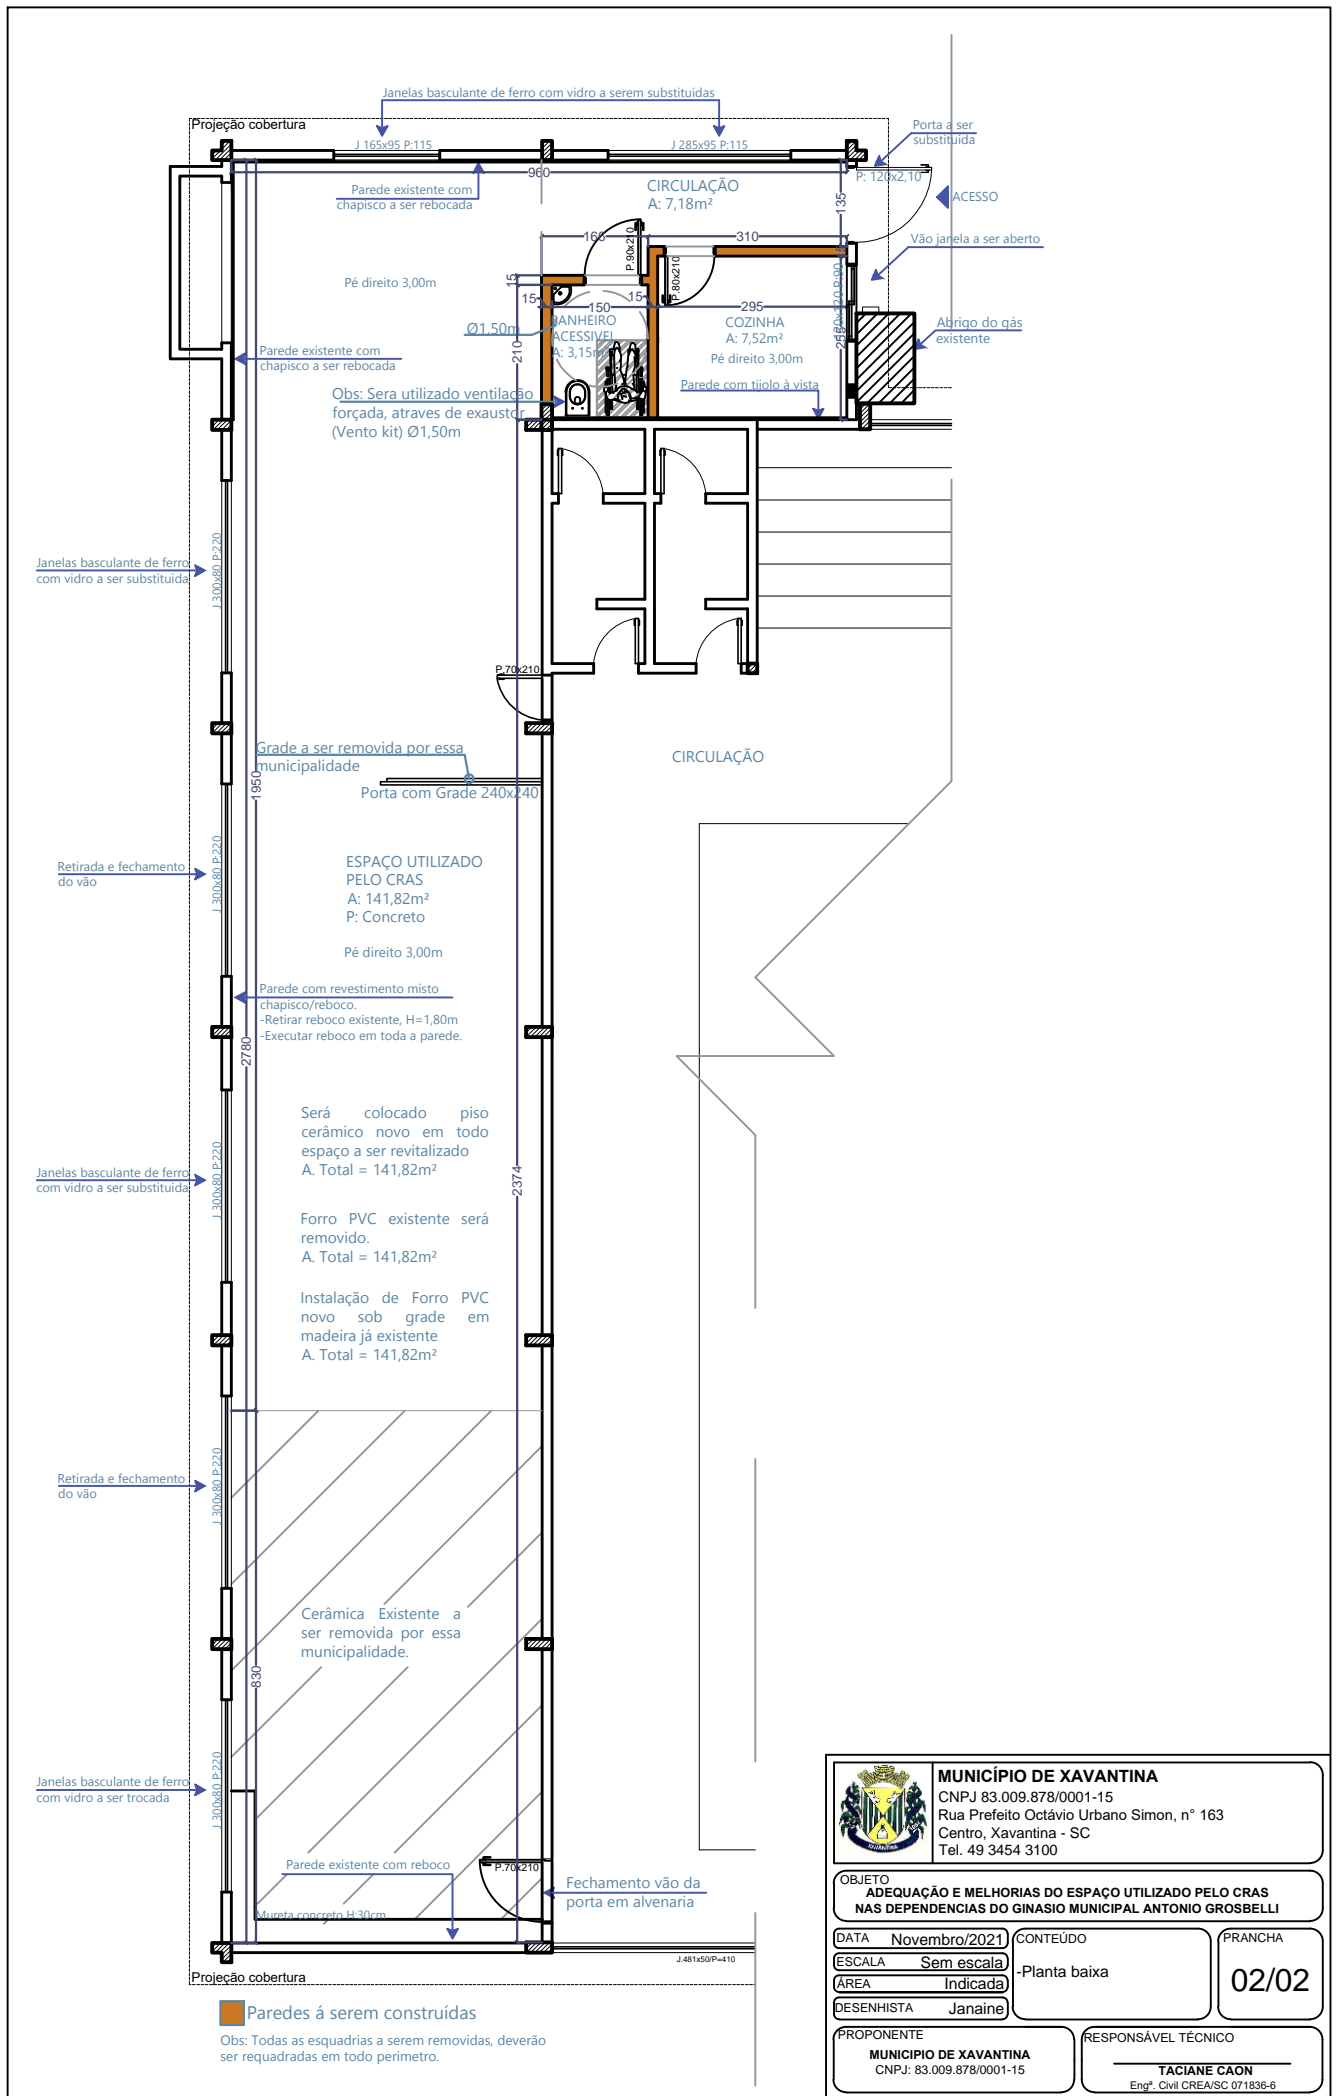 Janelas basculante de ferro com vidro a serem substituidas
Projeção cobertura
Porta a ser
substituida
J 165x95 P:115
J 285x95 P:115
960
P: 120x2,10
Parede existente com
chapisco a ser rebocada
CIRCULAÇÃO
A: 7,18m²
135
ACESSO
Vão janela a ser aberto
310
P.90x210
P.80x210
Pé direito 3,00m
15
15
150
15
295
Ø1.50m
BANHEIRO
ACESSIVEL
A: 3,15m²
COZINHA
A: 7,52m²
Pé direito 3,00m
Abrigo do gás
existente
210
Parede existente com
chapisco a ser rebocada
Parede com tijolo à vista
Obs: Sera utilizado ventilação
forçada, atraves de exaustor
(Vento kit) Ø1,50m
Janelas basculante de ferro
com vidro a ser substituida
J 300x80 P:220
P.70x210
Grade a ser removida por essa
municipalidade
CIRCULAÇÃO
1950
Porta com Grade 240x240
Retirada e fechamento
do vão
J 300x80 P:220
ESPAÇO UTILIZADO
PELO CRAS
A: 141,82m²
P: Concreto
Pé direito 3,00m
Parede com revestimento misto
chapisco/reboco.
-Retirar reboco existente, H=1,80m
-Executar reboco em toda a parede.
2780
Será colocado piso
cerâmico novo em todo
espaço a ser revitalizado
A. Total = 141,82m²
Janelas basculante de ferro
com vidro a ser substituida
J 300x80 P:220
2374
Forro PVC existente será
removido.
A. Total = 141,82m²
Instalação de Forro PVC
novo sob grade em
madeira já existente
A. Total = 141,82m²
Retirada e fechamento
do vão
J 300x80 P:220
Cerâmica Existente a
ser removida por essa
municipalidade.
830
Janelas basculante de ferro
com vidro a ser trocada
J 300x80 P:220
Parede existente com reboco
P.70x210
Fechamento vão da
porta em alvenaria
Mureta concreto H:30cm
J.481x50/P=410
Projeção cobertura
Paredes á serem construídas
Obs: Todas as esquadrias a serem removidas, deverão
ser requadradas em todo perimetro.
XAVANTINA
MUNICÍPIO DE XAVANTINA
CNPJ 83.009.878/0001-15
Rua Prefeito Octávio Urbano Simon, n° 163
Centro, Xavantina - SC
Tel. 49 3454 3100
OBJETO
ADEQUAÇÃO E MELHORIAS DO ESPAÇO UTILIZADO PELO CRAS
NAS DEPENDENCIAS DO GINASIO MUNICIPAL ANTONIO GROSBELLI
DATA Novembro/2021
ESCALA Sem escala
ÁREA Indicada
DESENHISTA Janaine
CONTEÚDO
-Planta baixa
PRANCHA
02/02
PROPONENTE
MUNICIPIO DE XAVANTINA
CNPJ: 83.009.878/0001-15
RESPONSÁVEL TÉCNICO
TACIANE CAON
Engª. Civil CREA/SC 071836-6